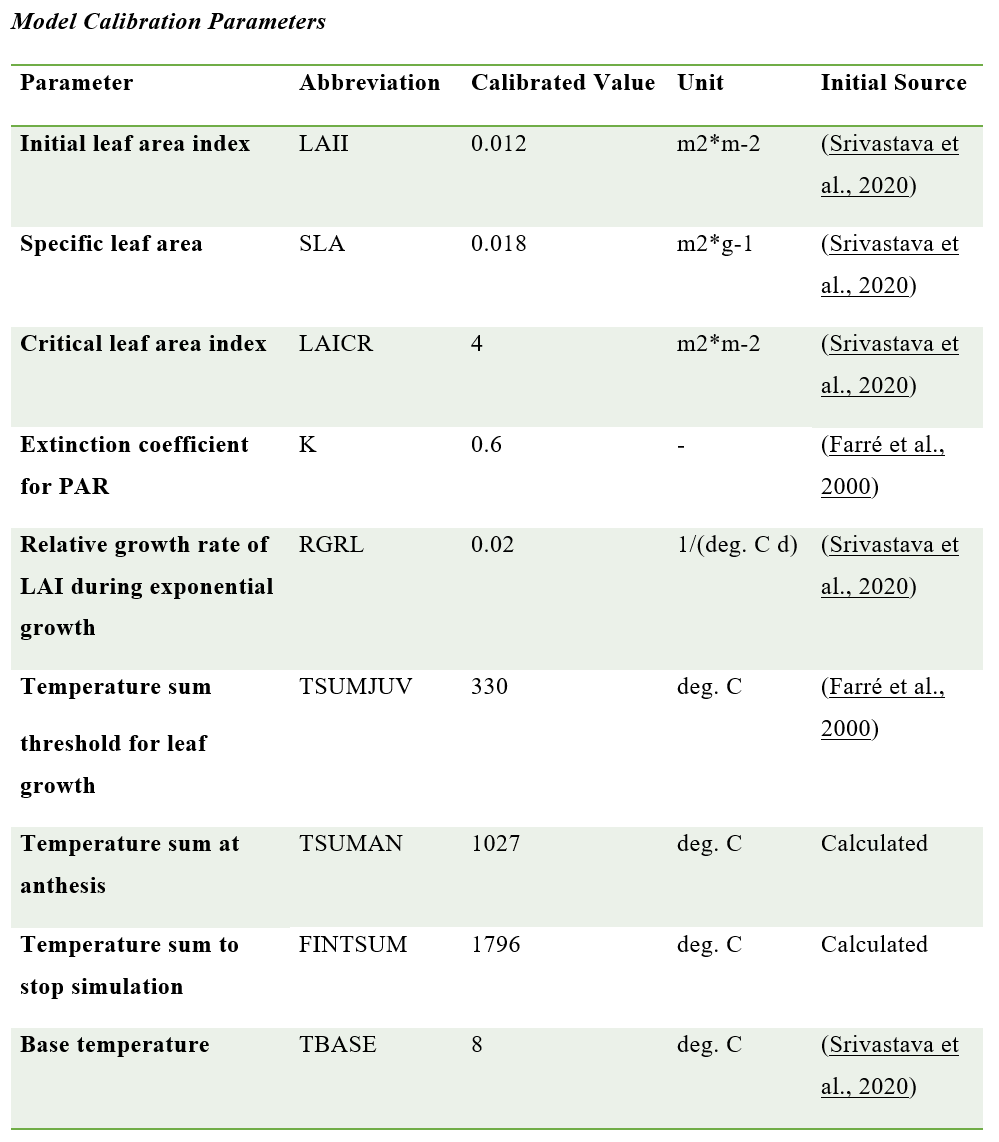 Model Calibration Parameters
Parameter Abbreviation Calibrated Value Unit Initial Source
Initial leaf area index LAII 0.012 m2*m-2 (Srivastava et
al., 2020)
Specific leaf area SLA 0.018 m2*g-1 (Srivastava et
al., 2020)
Critical leaf area index LAICR 4 m2*m-2 (Srivastava et
al., 2020)
Extinction coefficient K 0.6 - (Farré et al.,
for PAR 2000)
Relative growth rate of RGRL 0.02 1/(deg. C d) (Srivastava et
LAI during exponential al., 2020)
growth
Temperature sum TSUMJUV 330 deg. C (Farré et al.,
2000)
threshold for leaf
growth
Temperature sum at TSUMAN 1027 deg. C Calculated
anthesis
Temperature sum to FINTSUM 1796 deg. C Calculated
stop simulation
Base temperature TBASE 8 deg. C (Srivastava et
al., 2020)